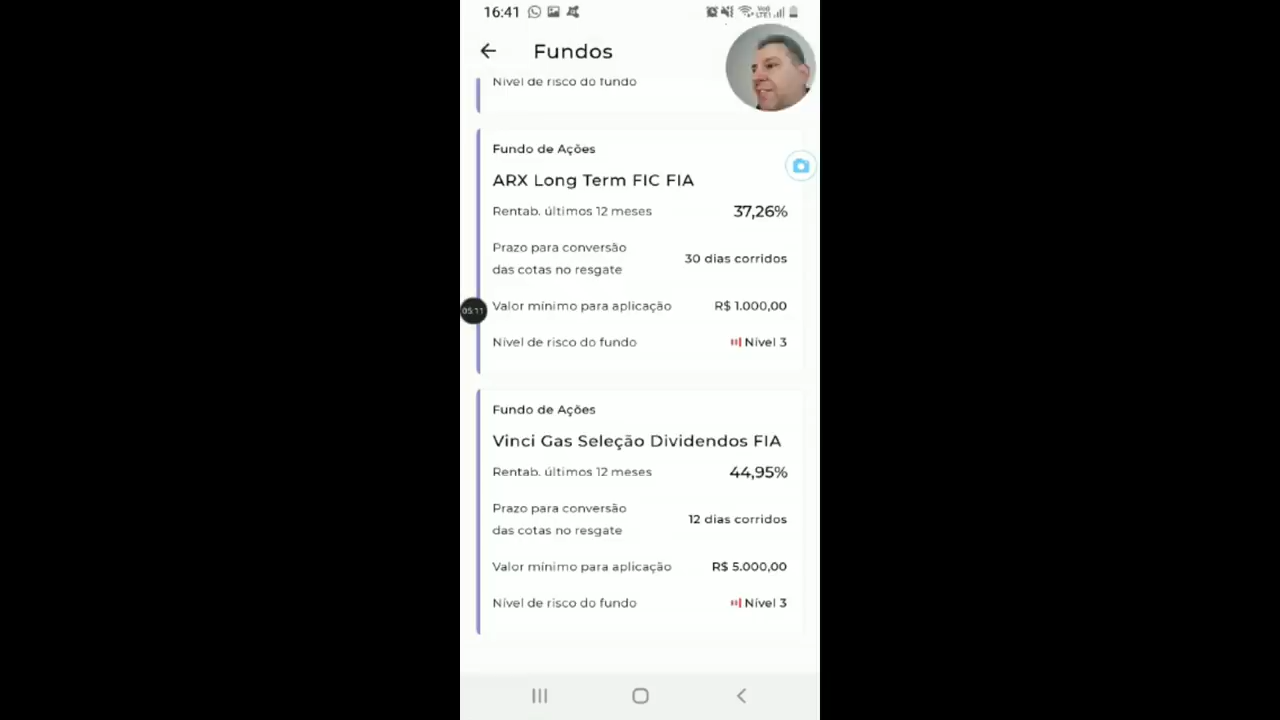 16:41
Fundos
Nível de risco do fundo
Fundo de Ações
ARX Long Term FIC FIA
Rentab. últimos 12 meses 37,26%
Prazo para conversão
das cotas no resgate 30 dias corridos
05:11
Valor mínimo para aplicação R$ 1.000,00
Nível de risco do fundo Nível 3
Fundo de Ações
Vinci Gas Seleção Dividendos FIA
Rentab. últimos 12 meses 44,95%
Prazo para conversão
das cotas no resgate 12 dias corridos
Valor mínimo para aplicação R$ 5.000,00
Nível de risco do fundo Nível 3